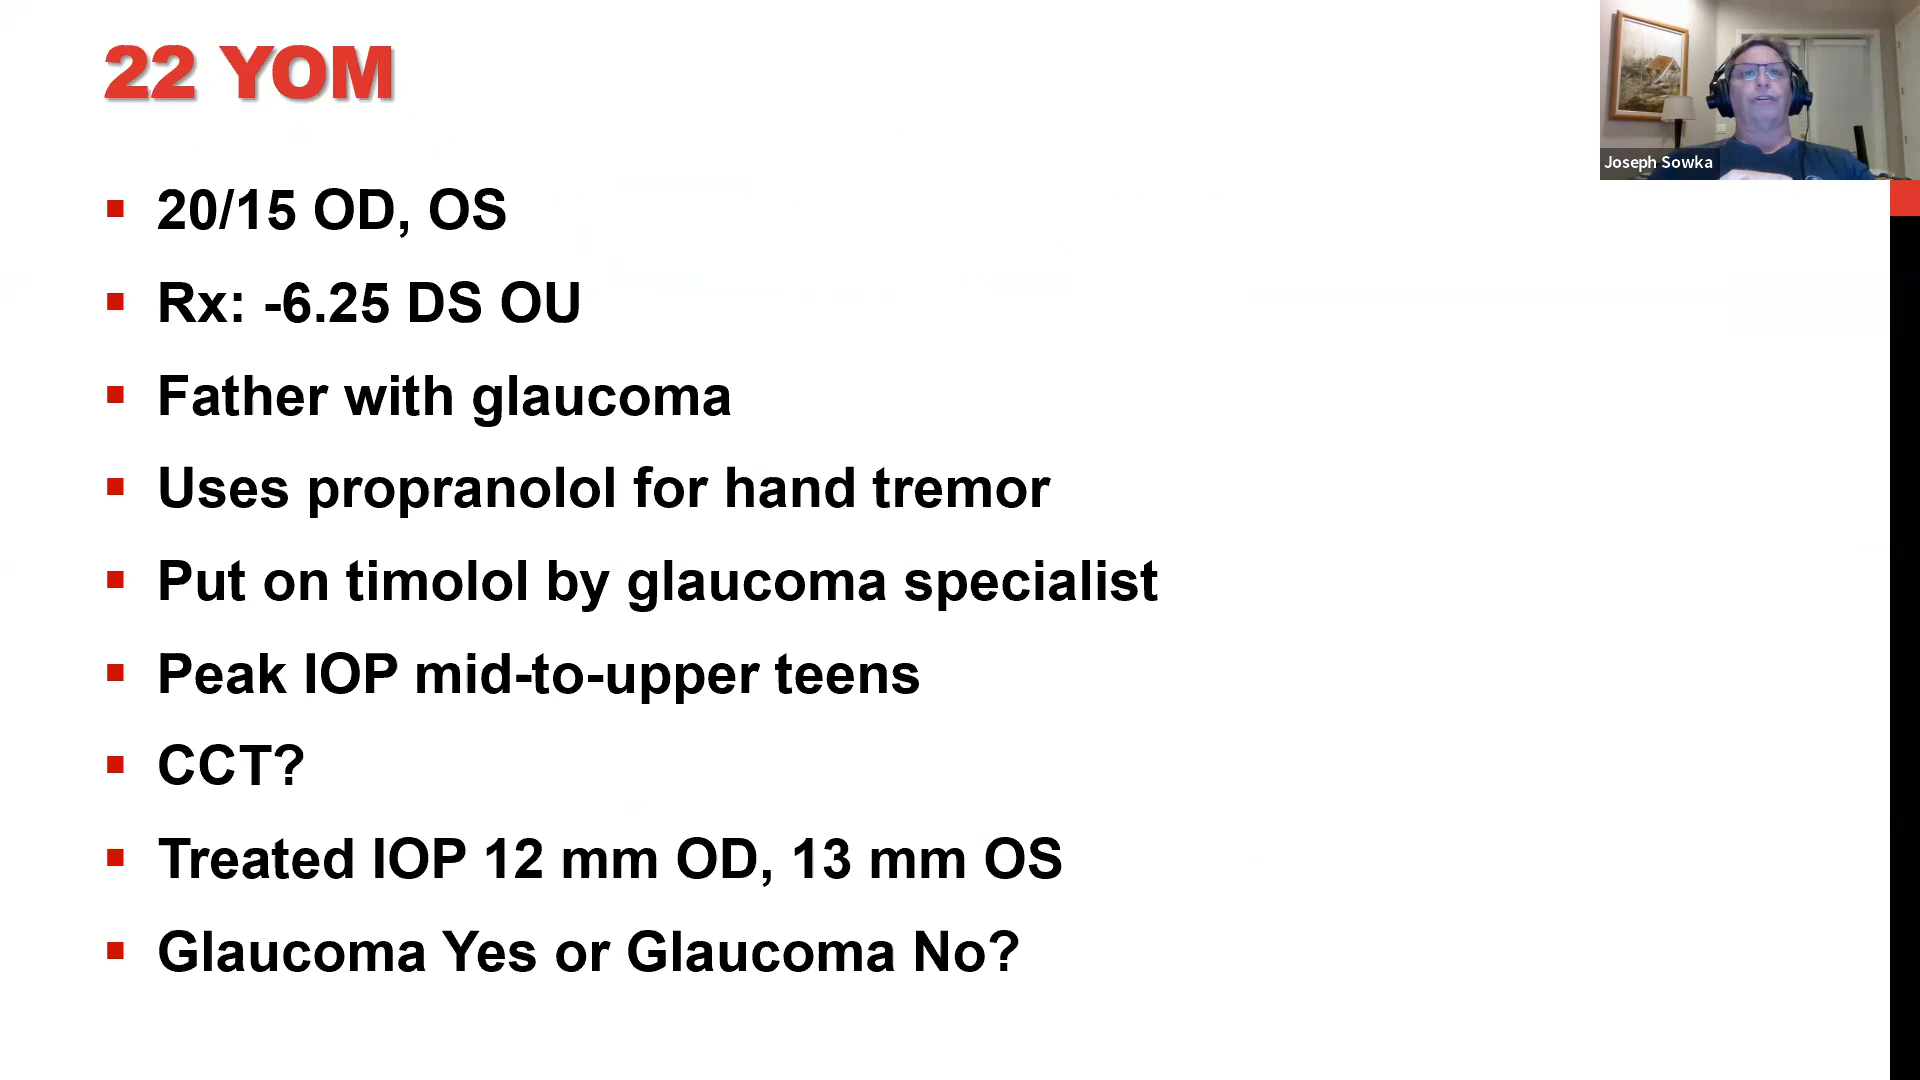 22 YOM
Joseph Sowka
▪ 20/15 OD, OS
▪ Rx: -6.25 DS OU
▪ Father with glaucoma
▪ Uses propranolol for hand tremor
▪ Put on timolol by glaucoma specialist
▪ Peak IOP mid-to-upper teens
▪ CCT?
▪ Treated IOP 12 mm OD, 13 mm OS
▪ Glaucoma Yes or Glaucoma No?